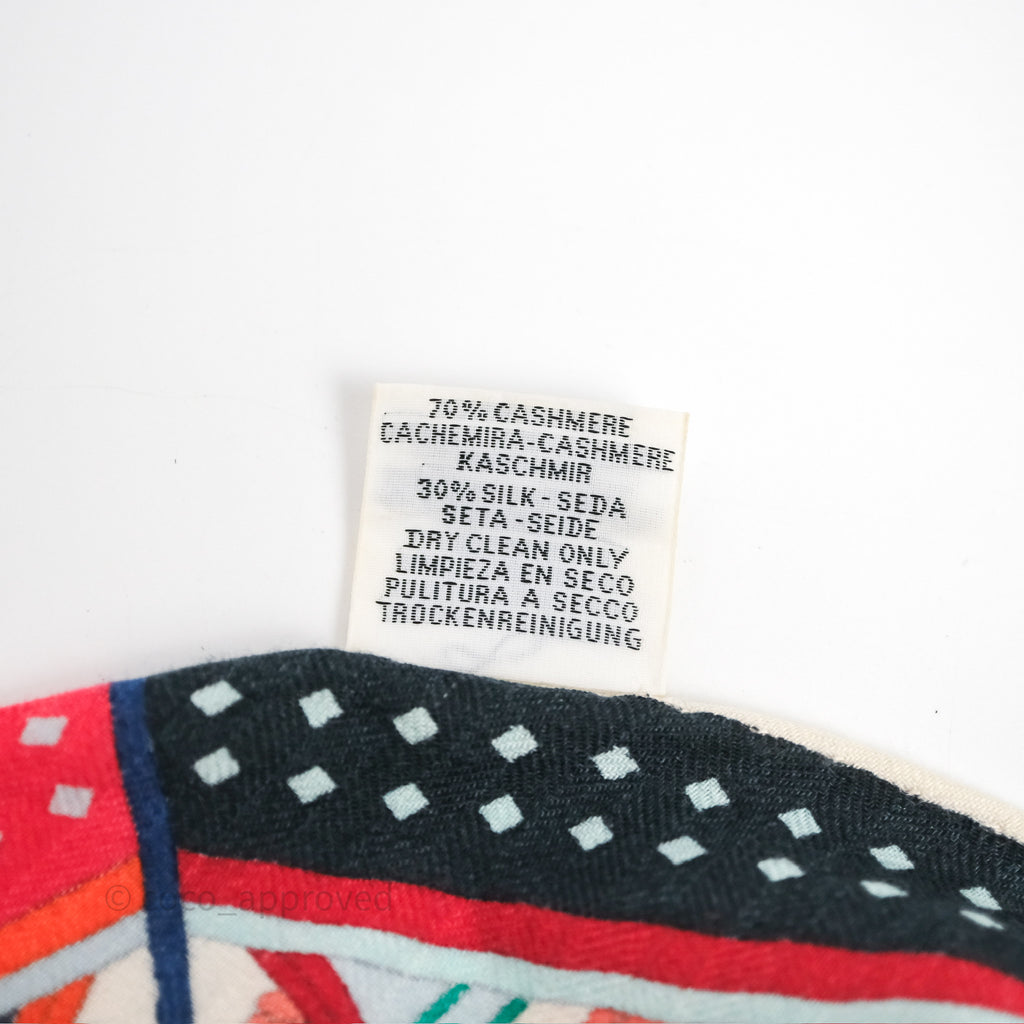 70% CASHMERE
CACHEMIRA-CASHMERE
KASCHMIR
30% SILK - SEDA
SETA - SEIDE
DRY CLEAN ONLY
LIMPIEZA EN SECO
PULITURA A SECCO
TROCKENREINIGUNG
© coco_approved